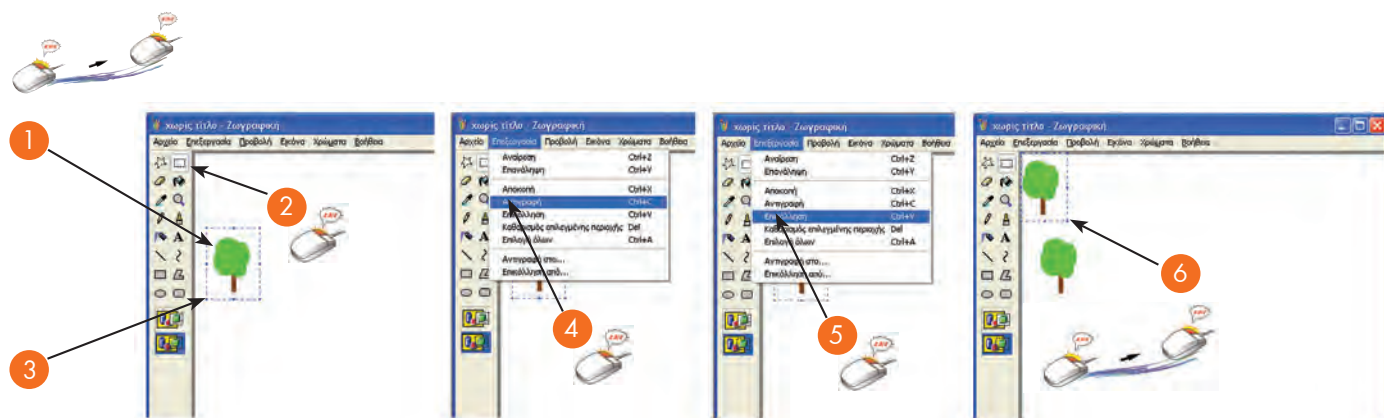 χωρίς τίτλο - Ζωγραφική
Αρχείο Επεξεργασία Προβολή Εικόνα Χρώματα Βοήθεια
1
2
3
χωρίς τίτλο - Ζωγραφική
Αρχείο Επεξεργασία Προβολή Εικόνα Χρώματα Βοήθεια
Αναίρεση Ctrl+Z
Επανάληψη Ctrl+Y
Αποκοπή Ctrl+X
Αντιγραφή Ctrl+C
Επικόλληση Ctrl+V
Καθαρισμός επιλεγμένης περιοχής Del
Επιλογή όλων Ctrl+A
Αντιγραφή στο...
Επικόλληση από...
4
χωρίς τίτλο - Ζωγραφική
Αρχείο Επεξεργασία Προβολή Εικόνα Χρώματα Βοήθεια
Αναίρεση Ctrl+Z
Επανάληψη Ctrl+Y
Αποκοπή Ctrl+X
Αντιγραφή Ctrl+C
Επικόλληση Ctrl+V
Καθαρισμός επιλεγμένης περιοχής Del
Επιλογή όλων Ctrl+A
Αντιγραφή στο...
Επικόλληση από...
5
χωρίς τίτλο - Ζωγραφική
Αρχείο Επεξεργασία Προβολή Εικόνα Χρώματα Βοήθεια
6